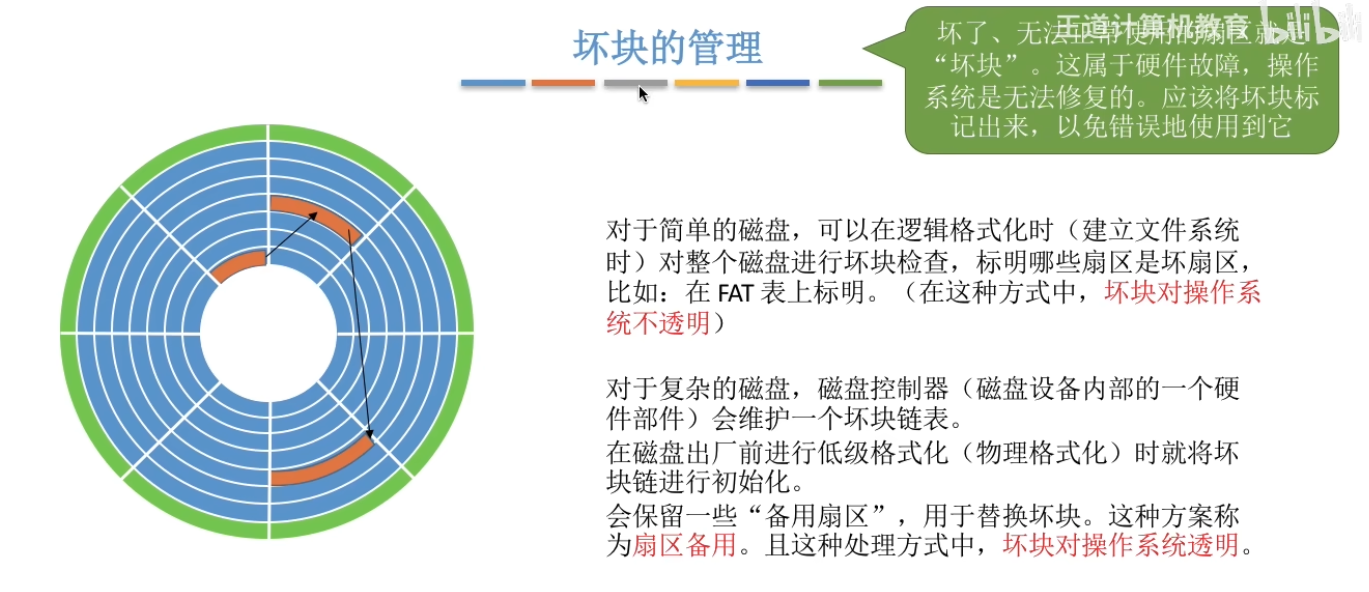 坏块的管理
王道计算机教育 bilibili
坏了、无法正常使用的扇区就是
“坏块”。这属于硬件故障，操作
系统是无法修复的。应该将坏块标
记出来，以免错误地使用到它
对于简单的磁盘，可以在逻辑格式化时（建立文件系统
时）对整个磁盘进行坏块检查，标明哪些扇区是坏扇区，
比如：在 FAT 表上标明。（在这种方式中，坏块对操作系
统不透明）
对于复杂的磁盘，磁盘控制器（磁盘设备内部的一个硬
件部件）会维护一个坏块链表。
在磁盘出厂前进行低级格式化（物理格式化）时就将坏
块链进行初始化。
会保留一些“备用扇区”，用于替换坏块。这种方案称
为扇区备用。且这种处理方式中，坏块对操作系统透明。